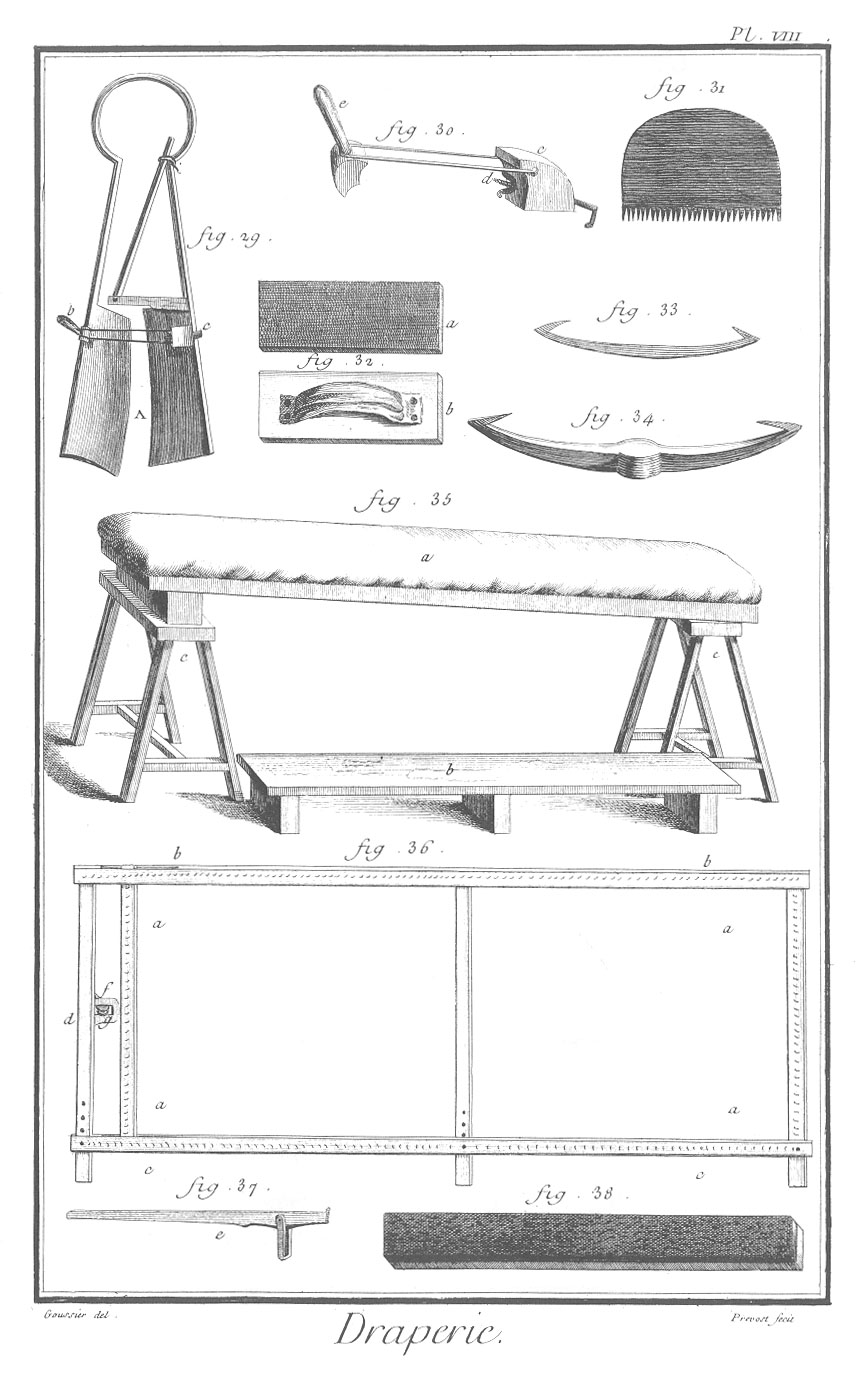 Pl. VIII
fig. 29.
b
c
A
fig. 30.
e
c
d
fig. 31
a
fig. 32.
b
fig. 33.
fig. 34.
fig. 35
a
c
c
b
fig. 36.
b
b
a
a
f
g
d
a
a
c
c
fig. 37.
e
fig. 38.
Goussier del.
Prevost fecit
Draperie.